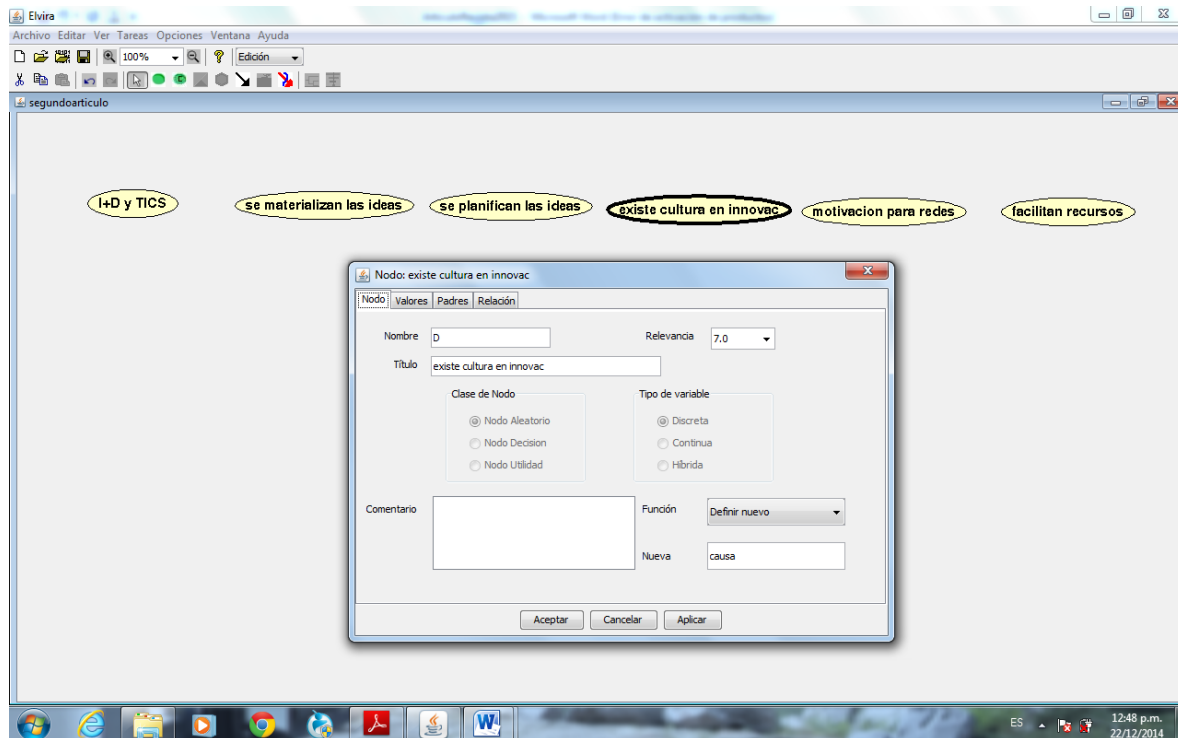 Elvira
Archivo Editar Ver Tareas Opciones Ventana Ayuda
100% Edición
segundoarticulo
I+D y TICS
se materializan las ideas
se planifican las ideas
existe cultura en innovac
motivacion para redes
facilitan recursos
Nodo: existe cultura en innovac
Nodo Valores Padres Relación
Nombre D Relevancia 7.0
Título existe cultura en innovac
Clase de Nodo Tipo de variable
Nodo Aleatorio Discreta
Nodo Decision Continua
Nodo Utilidad Híbrida
Comentario Función Definir nuevo
Nueva causa
Aceptar Cancelar Aplicar
ES 12:48 p.m.
22/12/2014